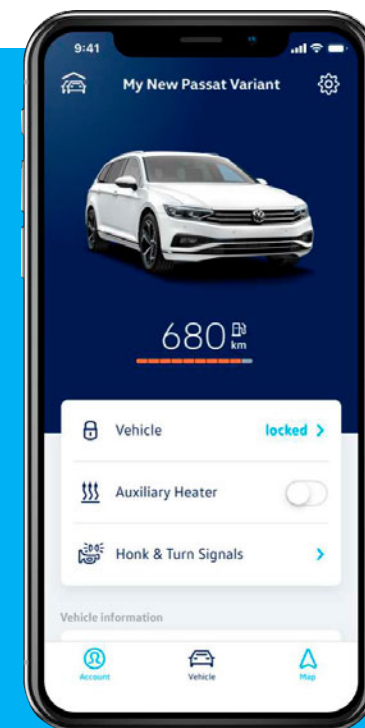 9:41
My New Passat Variant
680 km
Vehicle locked
Auxiliary Heater
Honk & Turn Signals
Vehicle information
Account Vehicle Map